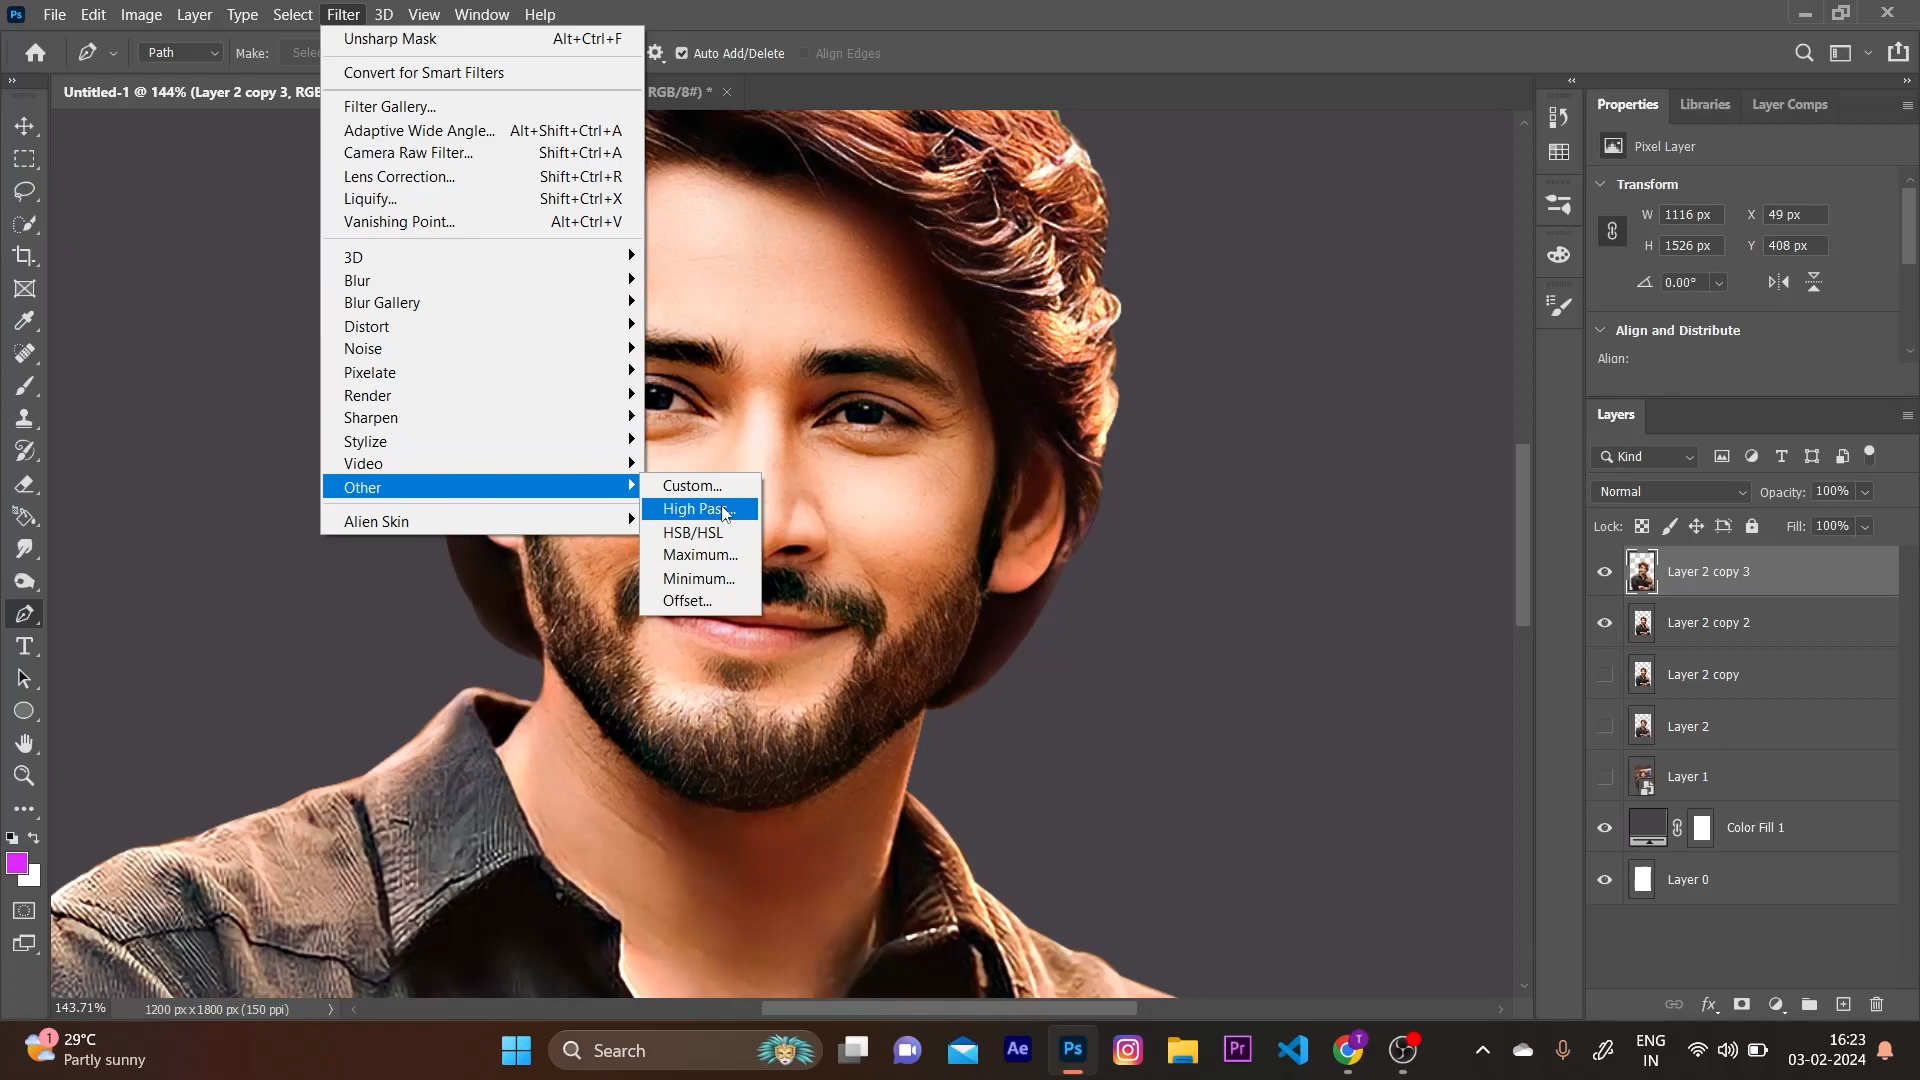 Ps File Edit Image Layer Type Select Filter 3D View Window Help
Path Make: Selec Auto Add/Delete Align Edges
Untitled-1 @ 144% (Layer 2 copy 3, RGB RGB/8#) *
Unsharp Mask Alt+Ctrl+F
Convert for Smart Filters
Filter Gallery...
Adaptive Wide Angle... Alt+Shift+Ctrl+A
Camera Raw Filter... Shift+Ctrl+A
Lens Correction... Shift+Ctrl+R
Liquify... Shift+Ctrl+X
Vanishing Point... Alt+Ctrl+V
3D
Blur
Blur Gallery
Distort
Noise
Pixelate
Render
Sharpen
Stylize
Video
Other
Alien Skin
Custom...
High Pass...
HSB/HSL
Maximum...
Minimum...
Offset...
Properties Libraries Layer Comps
Pixel Layer
Transform
W 1116 px X 49 px
H 1526 px Y 408 px
0.00°
Align and Distribute
Align:
Layers
Kind
Normal Opacity: 100%
Lock: Fill: 100%
Layer 2 copy 3
Layer 2 copy 2
Layer 2 copy
Layer 2
Layer 1
Color Fill 1
Layer 0
fx
143.71% 1200 px x 1800 px (150 ppi)
1 29°C
Partly sunny
Search
Ae Ps Pr T
ENG
IN
16:23
03-02-2024